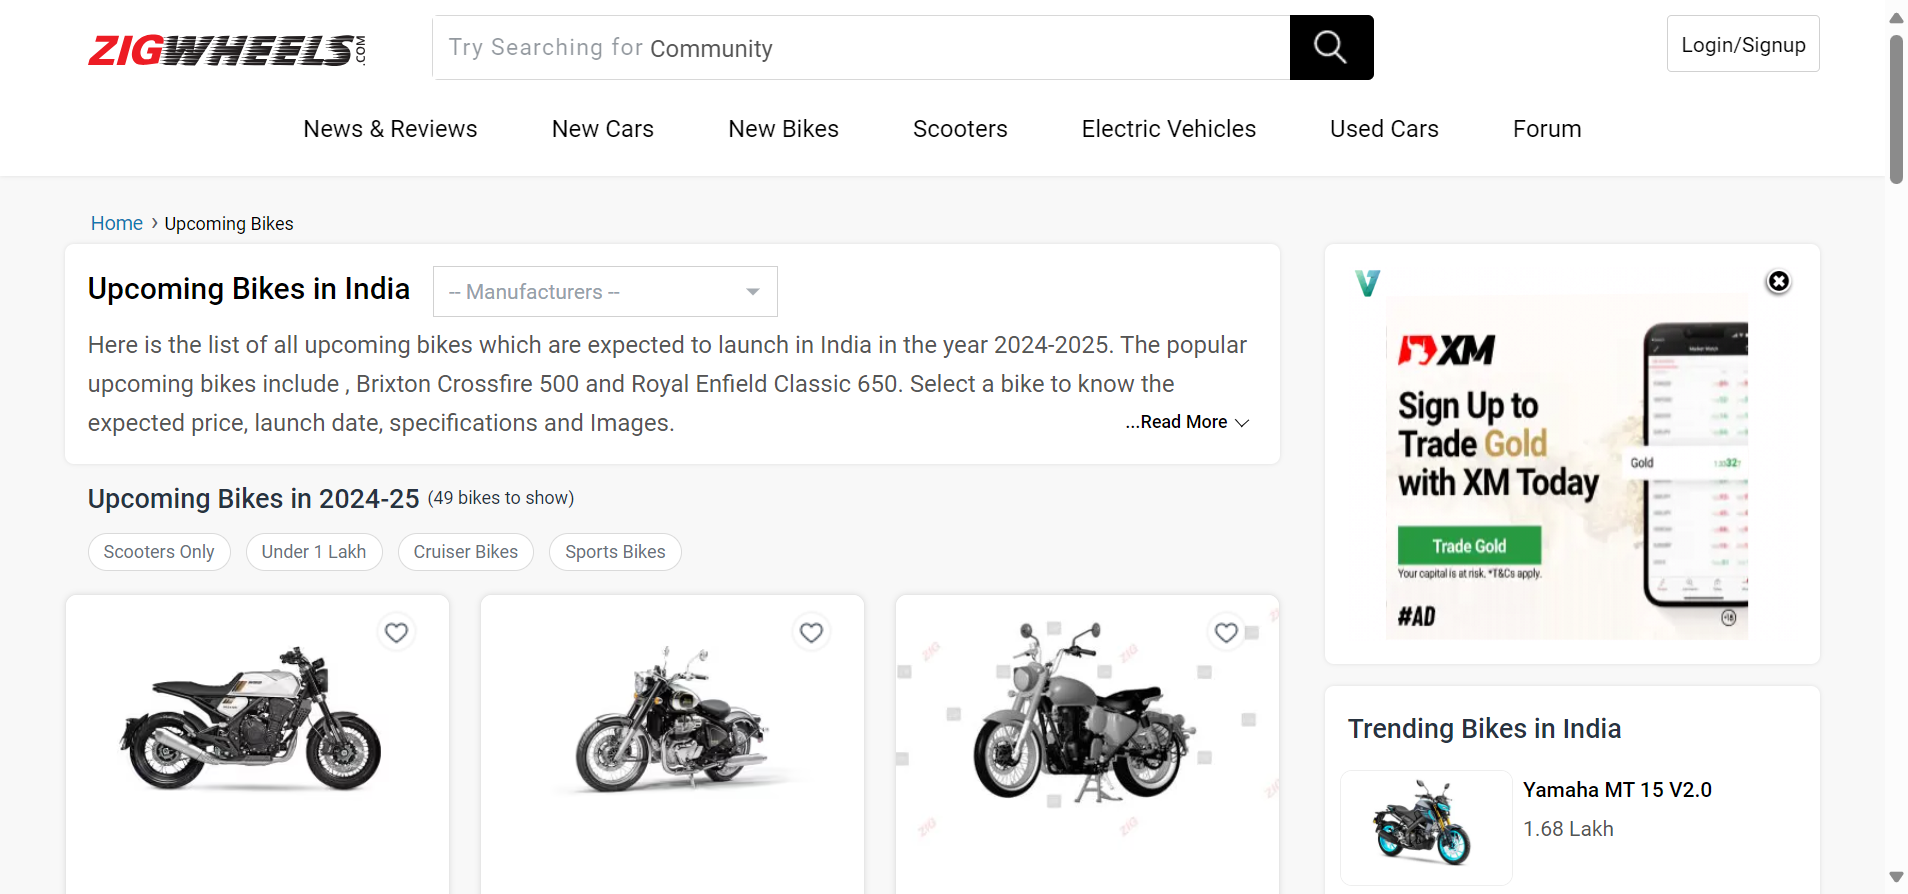 ZIGWHEELS.COM
Try Searching for Community
Login/Signup
News & Reviews
New Cars
New Bikes
Scooters
Electric Vehicles
Used Cars
Forum
Home › Upcoming Bikes
Upcoming Bikes in India
-- Manufacturers --
Here is the list of all upcoming bikes which are expected to launch in India in the year 2024-2025. The popular
upcoming bikes include , Brixton Crossfire 500 and Royal Enfield Classic 650. Select a bike to know the
expected price, launch date, specifications and Images.
...Read More
Upcoming Bikes in 2024-25 (49 bikes to show)
Scooters Only
Under 1 Lakh
Cruiser Bikes
Sports Bikes
ZIG
ZIG
ZIG
ZIG
XM
Sign Up to
Trade Gold
with XM Today
Gold
Trade Gold
Your capital is at risk. *T&Cs apply.
#AD
+18
Trending Bikes in India
Yamaha MT 15 V2.0
1.68 Lakh